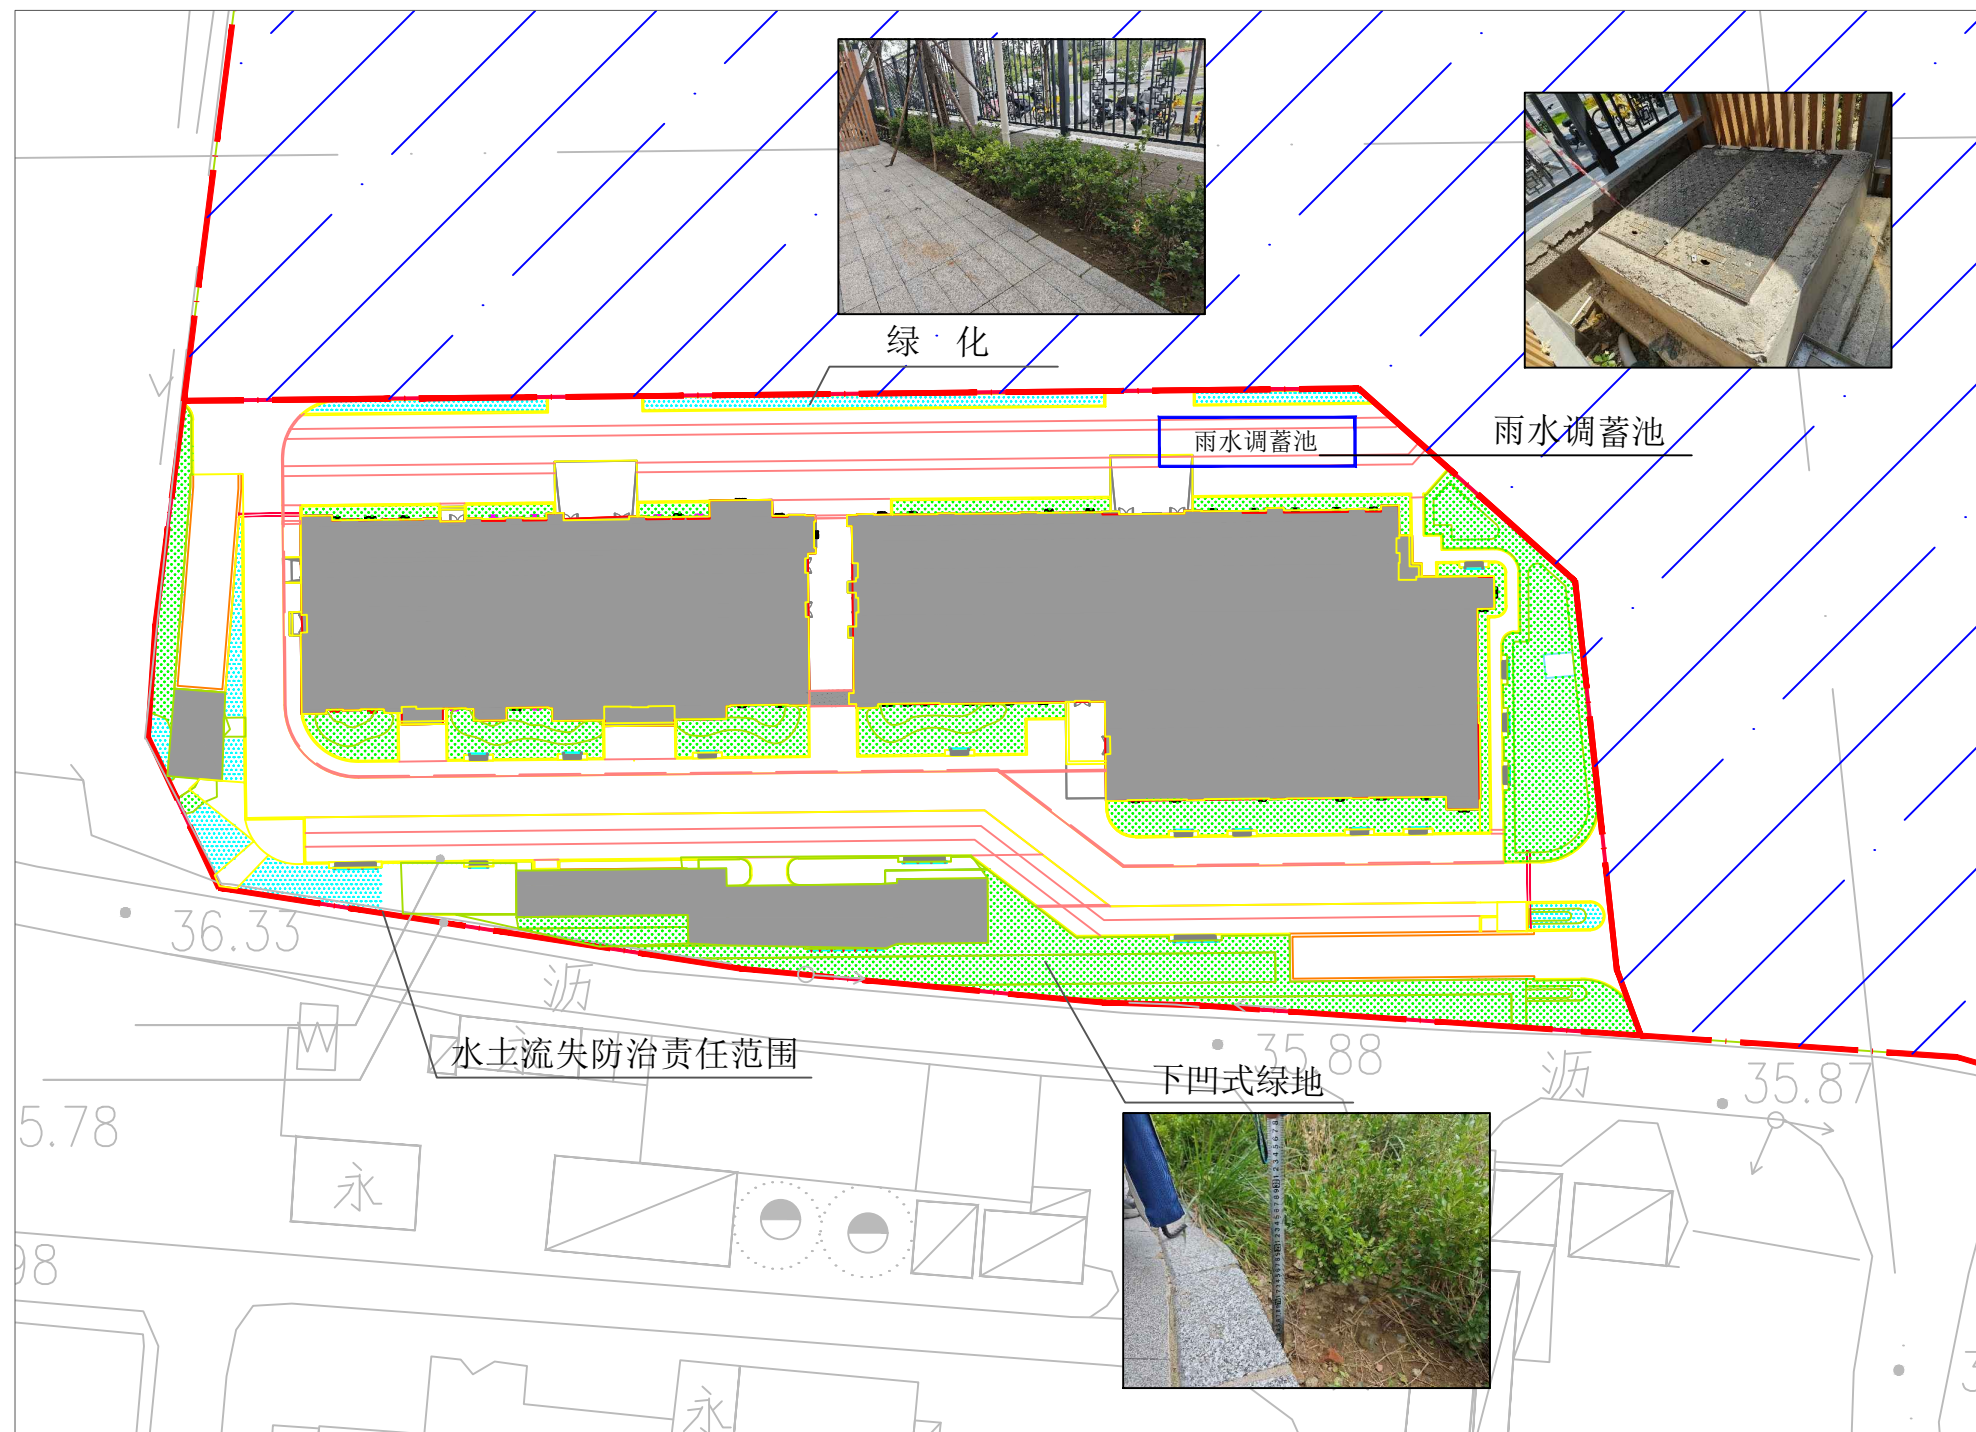 绿 化
雨水调蓄池
雨水调蓄池
36.33
沥
水土流失防治责任范围
35.88
下凹式绿地
沥
35.87
5.78
永
98
永